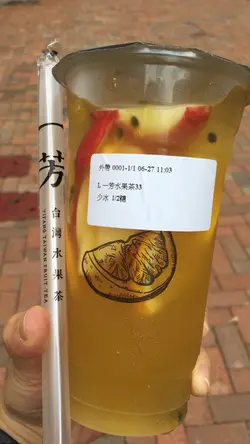 一芳
台灣水果茶
YIFANG TAIWAN FRUIT TEA
外帶 0001-1/1 06-27 11:03
L 一芳水果茶33
少冰 1/2糖